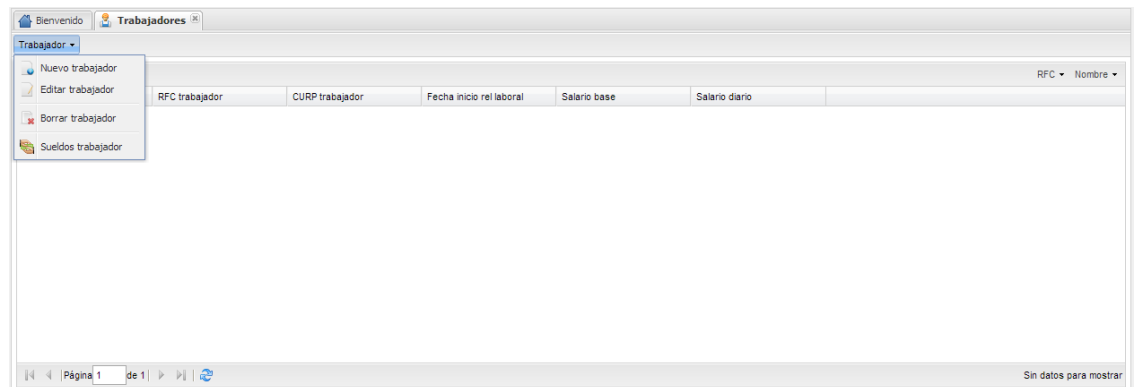 Bienvenido Trabajadores
Trabajador
Nuevo trabajador
Editar trabajador
Borrar trabajador
Sueldos trabajador
RFC Nombre
RFC trabajador CURP trabajador Fecha inicio rel laboral Salario base Salario diario
Página 1 de 1 Sin datos para mostrar